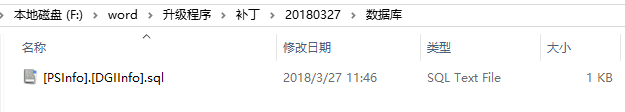 本地磁盘 (F:) > word > 升级程序 > 补丁 > 20180327 > 数据库
名称 修改日期 类型 大小
[PSInfo].[DGIInfo].sql 2018/3/27 11:46 SQL Text File 1 KB